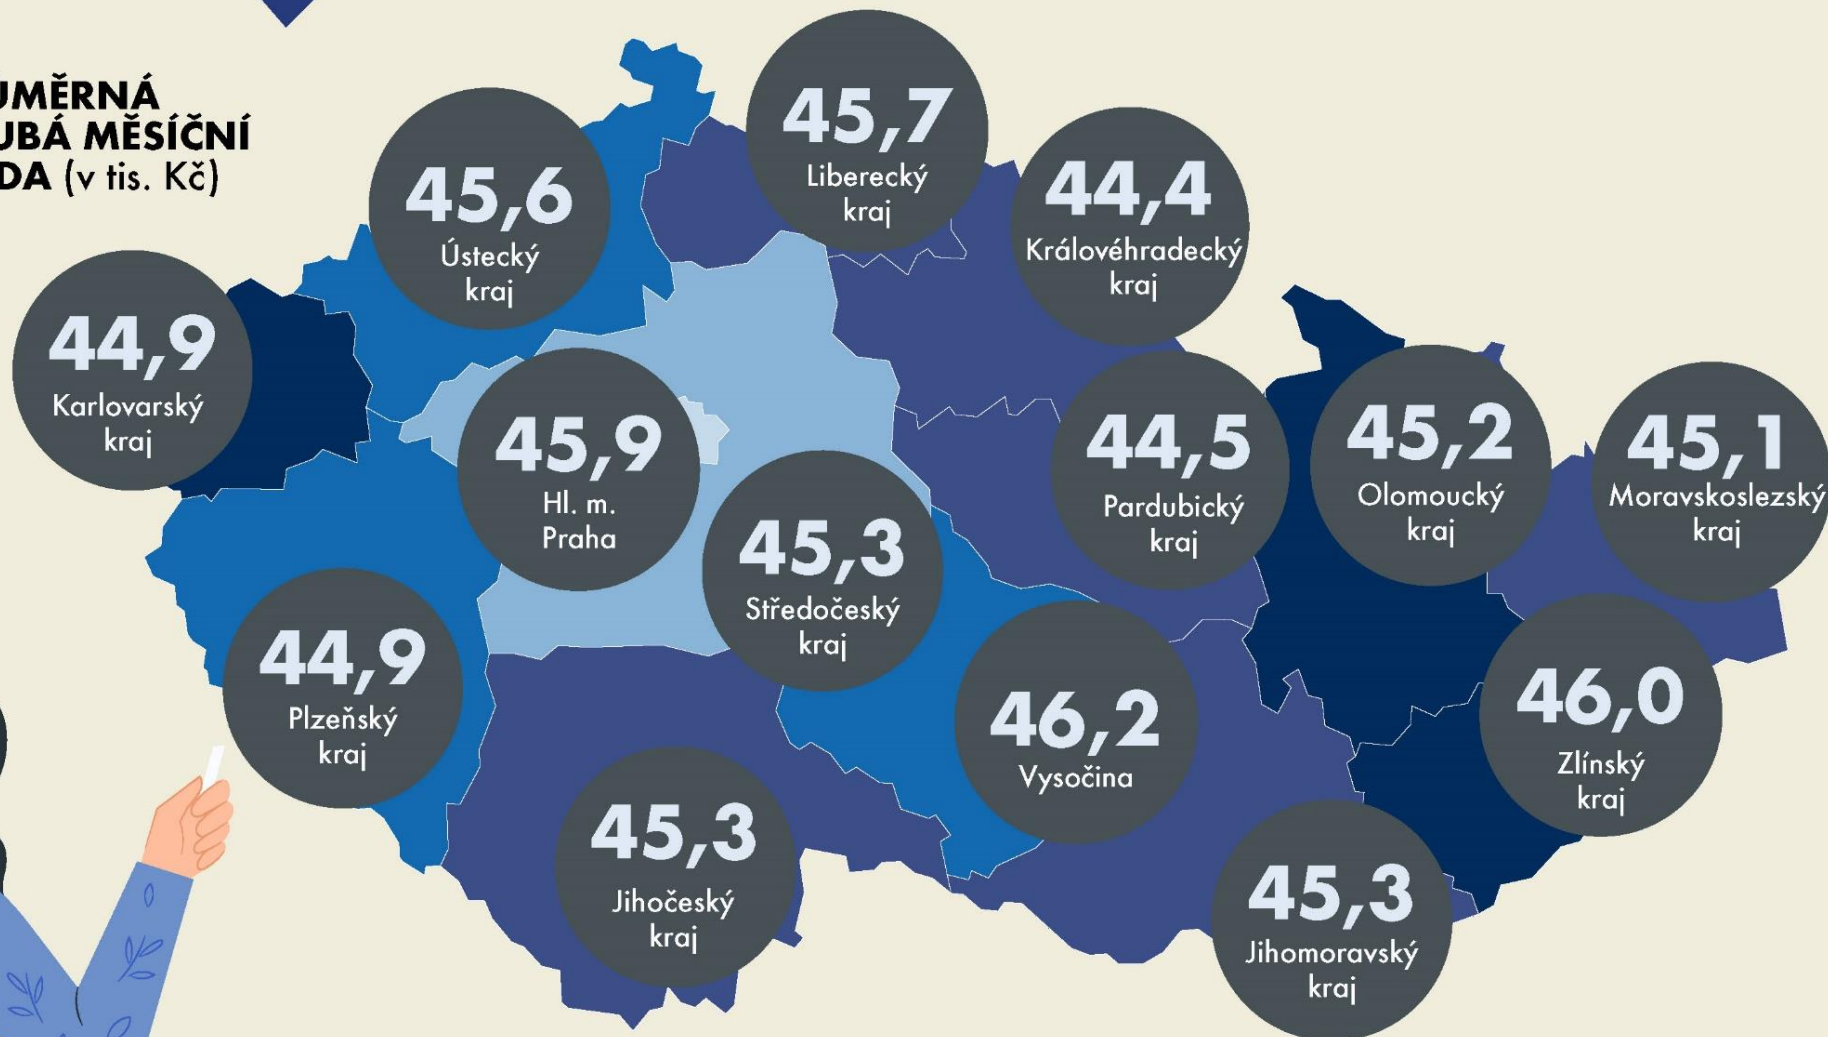 ŮMĚRNÁ
UBÁ MĚSÍČNÍ
DA (v tis. Kč)
45,7
Liberecký
kraj
45,6
Ústecký
kraj
44,4
Královéhradecký
kraj
44,9
Karlovarský
kraj
45,9
Hl. m.
Praha
45,3
Středočeský
kraj
44,5
Pardubický
kraj
45,2
Olomoucký
kraj
45,1
Moravskoslezský
kraj
44,9
Plzeňský
kraj
46,2
Vysočina
46,0
Zlínský
kraj
45,3
Jihočeský
kraj
45,3
Jihomoravský
kraj